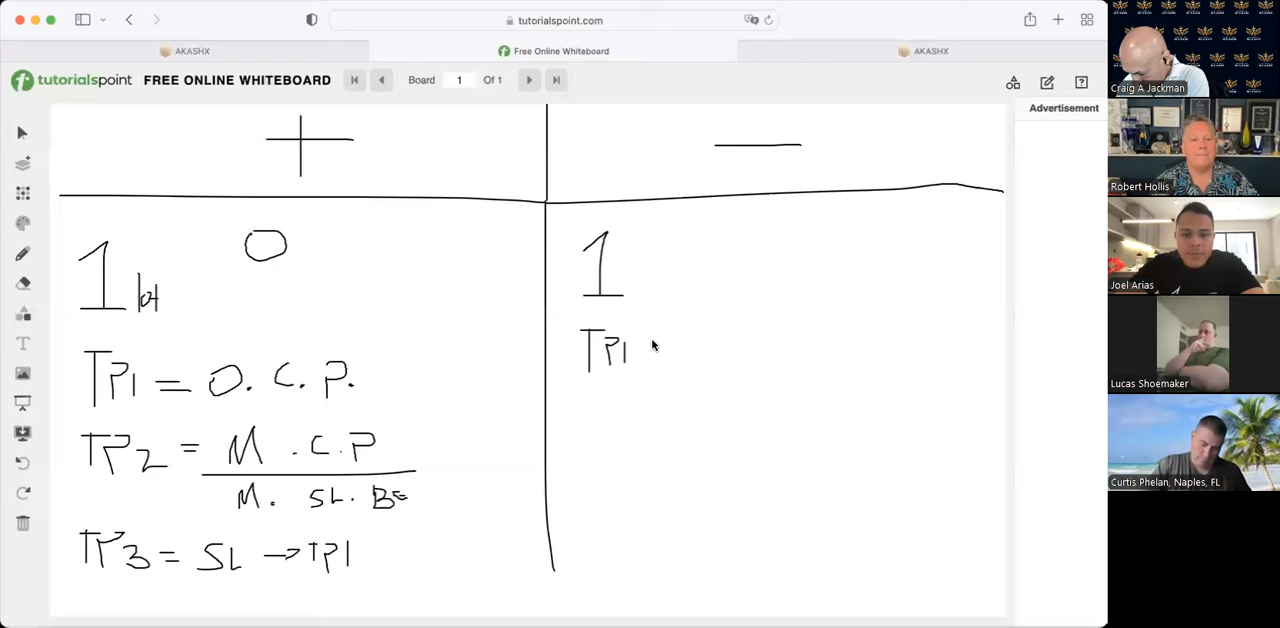 tutorialspoint.com
AKASHX
Free Online Whiteboard
AKASHX
tutorialspoint FREE ONLINE WHITEBOARD
Board 1 Of 1
Advertisement
+ —
1 lot O
TP1 = O. C. P.
TP2 = M . C. P
M. SL. BE
TP3 = SL → TP1
1
TP1
Craig A Jackman
Robert Hollis
Joel Arias
Lucas Shoemaker
Curtis Phelan, Naples, FL